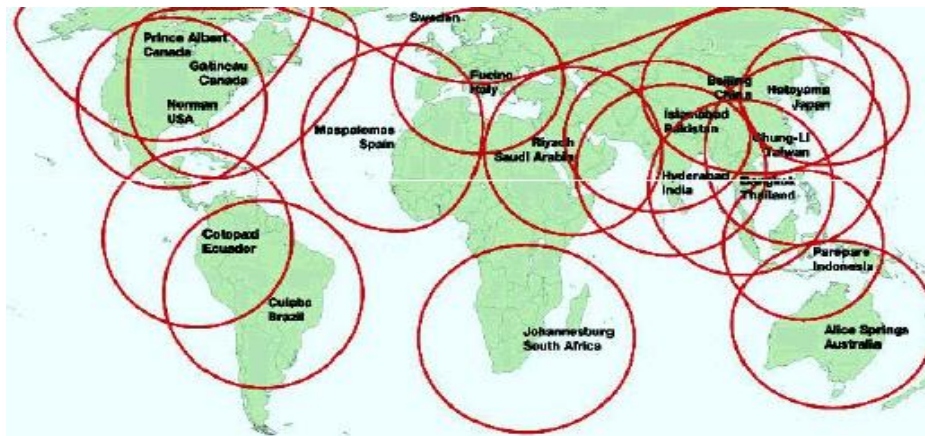 Sweden
Prince Albert
Canada
Gatineau
Canada
Norman
USA
Fucino
Italy
Maspalomas
Spain
Riyadh
Saudi Arabia
Beijing
China
Hatoyama
Japan
Islamabad
Pakistan
Chung-Li
Taiwan
Hyderabad
India
Bangkok
Thailand
Cotopaxi
Ecuador
Cuiaba
Brazil
Johannesburg
South Africa
Parepare
Indonesia
Alice Springs
Australia